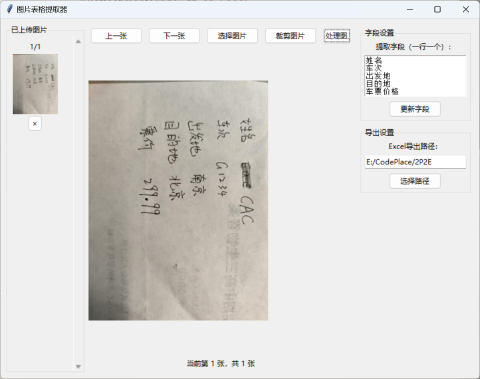 图片表格提取器
已上传图片
1/1
×
上一张
下一张
选择图片
裁剪图片
处理图
姓名 CAC
车次 G1234
出发地 南京
目的地 北京
票价 299.99
当前第 1 张，共 1 张
字段设置
提取字段（一行一个）：
姓名
车次
出发地
目的地
车票价格
更新字段
导出设置
Excel导出路径：
E:/CodePlace/2P2E
选择路径